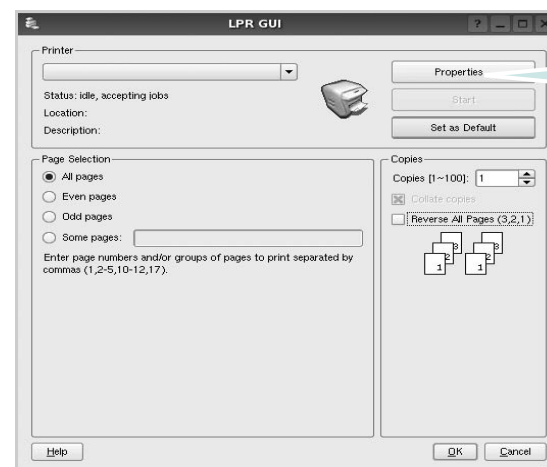 LPR GUI
Printer
Properties
Status: idle, accepting jobs
Start
Location:
Description:
Set as Default
Page Selection
Copies
All pages
Copies [1~100]: 1
Even pages
Collate copies
Odd pages
Reverse All Pages (3,2,1)
Some pages:
Enter page numbers and/or groups of pages to print separated by
commas (1,2-5,10-12,17).
3 3
2 2
1 1
Help
OK
Cancel